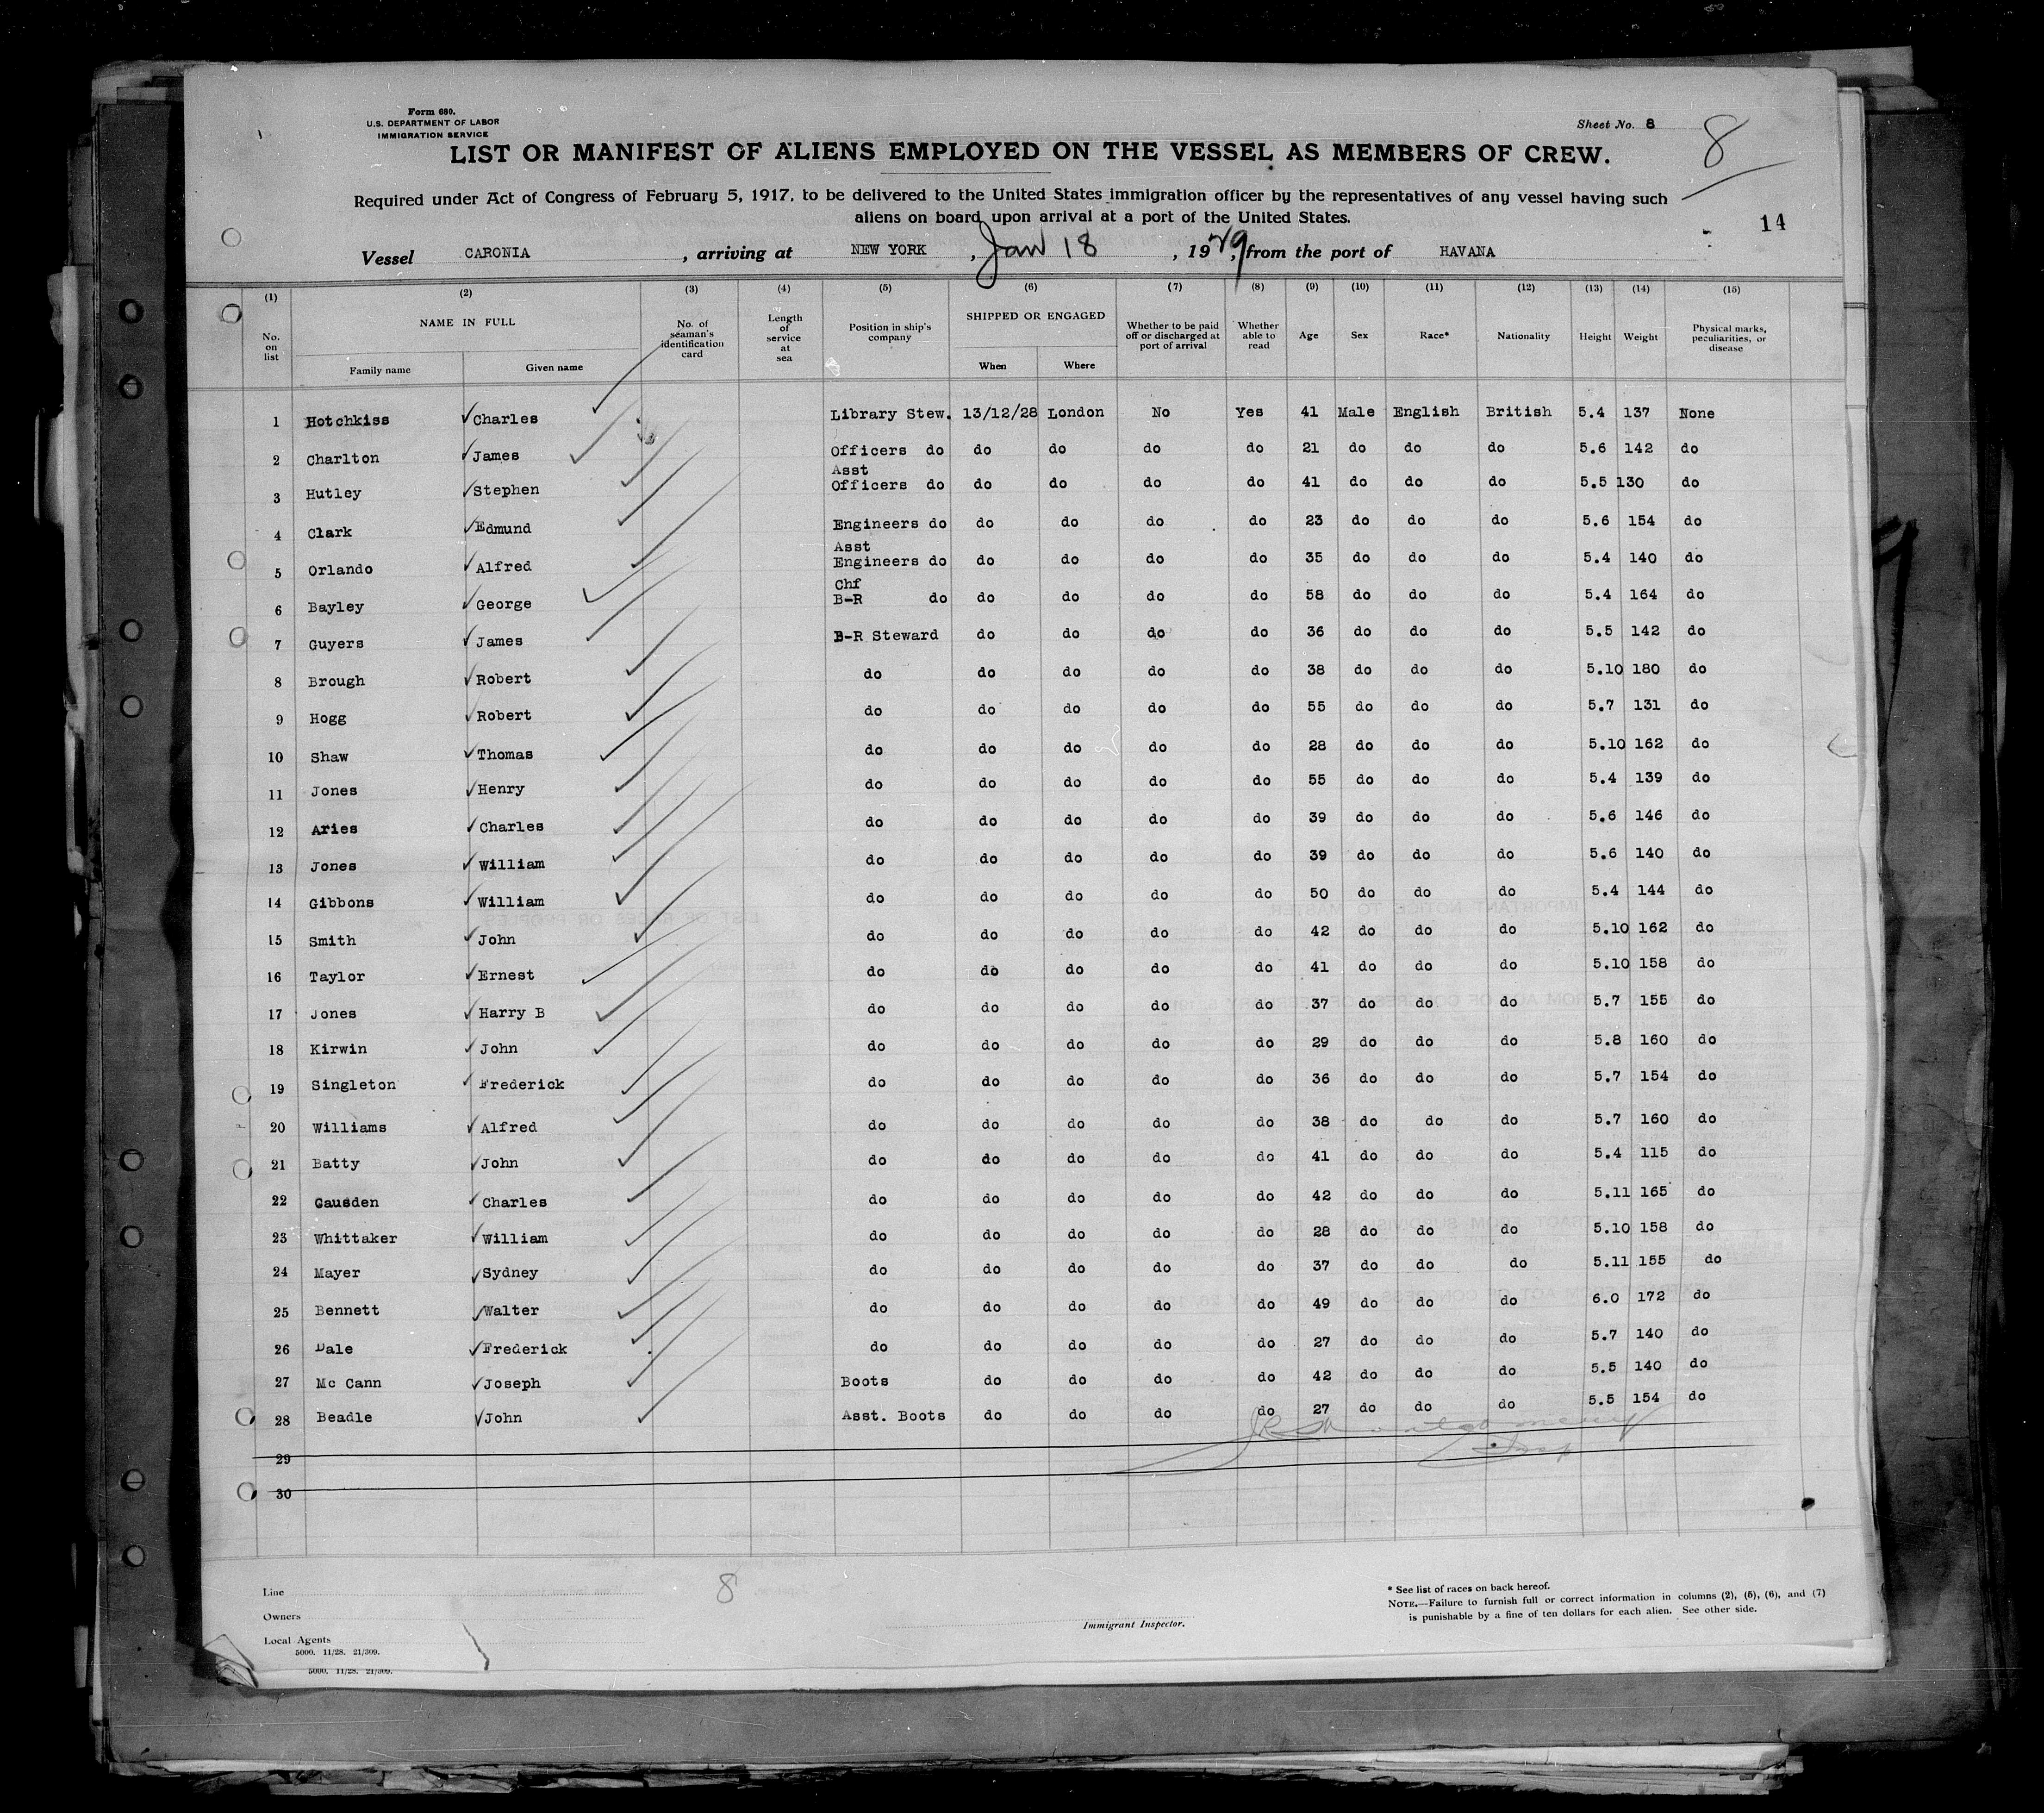 Form 680.
U.S. DEPARTMENT OF LABOR
IMMIGRATION SERVICE
Sheet No. 8
8
LIST OR MANIFEST OF ALIENS EMPLOYED ON THE VESSEL AS MEMBERS OF CREW.
Required under Act of Congress of February 5, 1917, to be delivered to the United States immigration officer by the representatives of any vessel having such
aliens on board upon arrival at a port of the United States.
14
Vessel CARONIA , arriving at NEW YORK , Jan 18 , 1929, from the port of HAVANA
(1) (2) (3) (4) (5) (6) (7) (8) (9) (10) (11) (12) (13) (14) (15)
No. on list NAME IN FULL Family name Given name No. of seaman's identification card Length of service at sea Position in ship's company SHIPPED OR ENGAGED When Where Whether to be paid off or discharged at port of arrival Whether able to read Age Sex Race* Nationality Height Weight Physical marks, peculiarities, or disease
1 Hotchkiss Charles Library Stew. 13/12/28 London No Yes 41 Male English British 5.4 137 None
2 Charlton James Officers do do do do do 21 do do do 5.6 142 do
3 Hutley Stephen Asst Officers do do do do do 41 do do do 5.5 130 do
4 Clark Edmund Engineers do do do do do 23 do do do 5.6 154 do
5 Orlando Alfred Asst Engineers do do do do do 35 do do do 5.4 140 do
6 Bayley George Chf B-R do do do do do 58 do do do 5.4 164 do
7 Guyers James B-R Steward do do do do 36 do do do 5.5 142 do
8 Brough Robert do do do do do 38 do do do 5.10 180 do
9 Hogg Robert do do do do do 55 do do do 5.7 131 do
10 Shaw Thomas do do do do do 28 do do do 5.10 162 do
11 Jones Henry do do do do do 55 do do do 5.4 139 do
12 Aries Charles do do do do do 39 do do do 5.6 146 do
13 Jones William do do do do do 39 do do do 5.6 140 do
14 Gibbons William do do do do do 50 do do do 5.4 144 do
15 Smith John do do do do do 42 do do do 5.10 162 do
16 Taylor Ernest do do do do do 41 do do do 5.10 158 do
17 Jones Harry B do do do do do 37 do do do 5.7 155 do
18 Kirwin John do do do do do 29 do do do 5.8 160 do
19 Singleton Frederick do do do do do 36 do do do 5.7 154 do
20 Williams Alfred do do do do do 38 do do do 5.7 160 do
21 Batty John do do do do do 41 do do do 5.4 115 do
22 Gausden Charles do do do do do 42 do do do 5.11 165 do
23 Whittaker William do do do do do 28 do do do 5.10 158 do
24 Mayer Sydney do do do do do 37 do do do 5.11 155 do
25 Bennett Walter do do do do do 49 do do do 6.0 172 do
26 Dale Frederick do do do do do 27 do do do 5.7 140 do
27 Mc Cann Joseph Boots do do do do 42 do do do 5.5 140 do
28 Beadle John Asst. Boots do do do do 27 do do do 5.5 154 do
29
30
Line
8
Owners
Local Agents
5000. 11/28. 21/309.
5000. 11/28. 21/309.
Immigrant Inspector.
* See list of races on back hereof.
NOTE.—Failure to furnish full or correct information in columns (2), (5), (6), and (7)
is punishable by a fine of ten dollars for each alien. See other side.